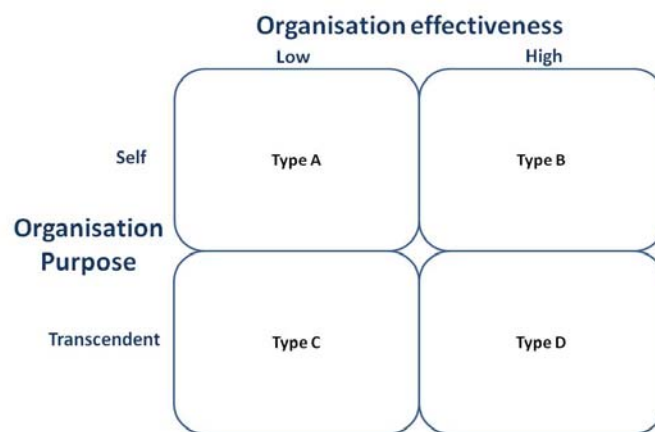 Organisation effectiveness
Low High
Self Type A Type B
Organisation
Purpose
Transcendent Type C Type D